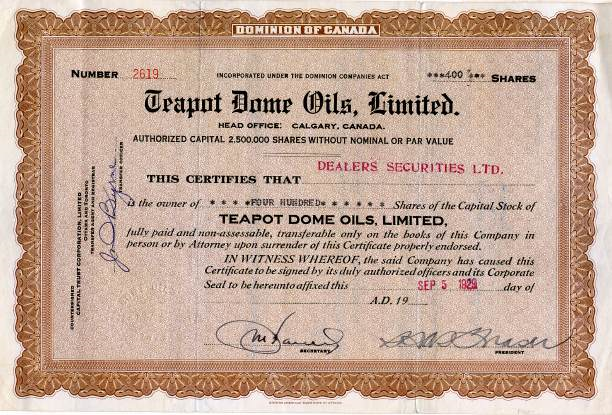 DOMINION OF CANADA
NUMBER 2619
INCORPORATED UNDER THE DOMINION COMPANIES ACT
***400*** SHARES
Teapot Dome Oils, Limited.
HEAD OFFICE: CALGARY, CANADA.
AUTHORIZED CAPITAL 2,500,000 SHARES WITHOUT NOMINAL OR PAR VALUE
DEALERS SECURITIES LTD.
THIS CERTIFIES THAT
is the owner of * * * *FOUR HUNDRED* * * * * * Shares of the Capital Stock of
TEAPOT DOME OILS, LIMITED,
fully paid and non-assessable, transferable only on the books of this Company in
person or by Attorney upon surrender of this Certificate properly endorsed.
IN WITNESS WHEREOF, the said Company has caused this
Certificate to be signed by its duly authorized officers and its Corporate
Seal to be hereunto affixed this SEP 5 1929 day of
A.D. 19
SECRETARY
PRESIDENT
COUNTERSIGNED
CAPITAL TRUST CORPORATION, LIMITED
OTTAWA AND TORONTO
TRANSFER AGENT AND REGISTRAR
TRANSFER OFFICER